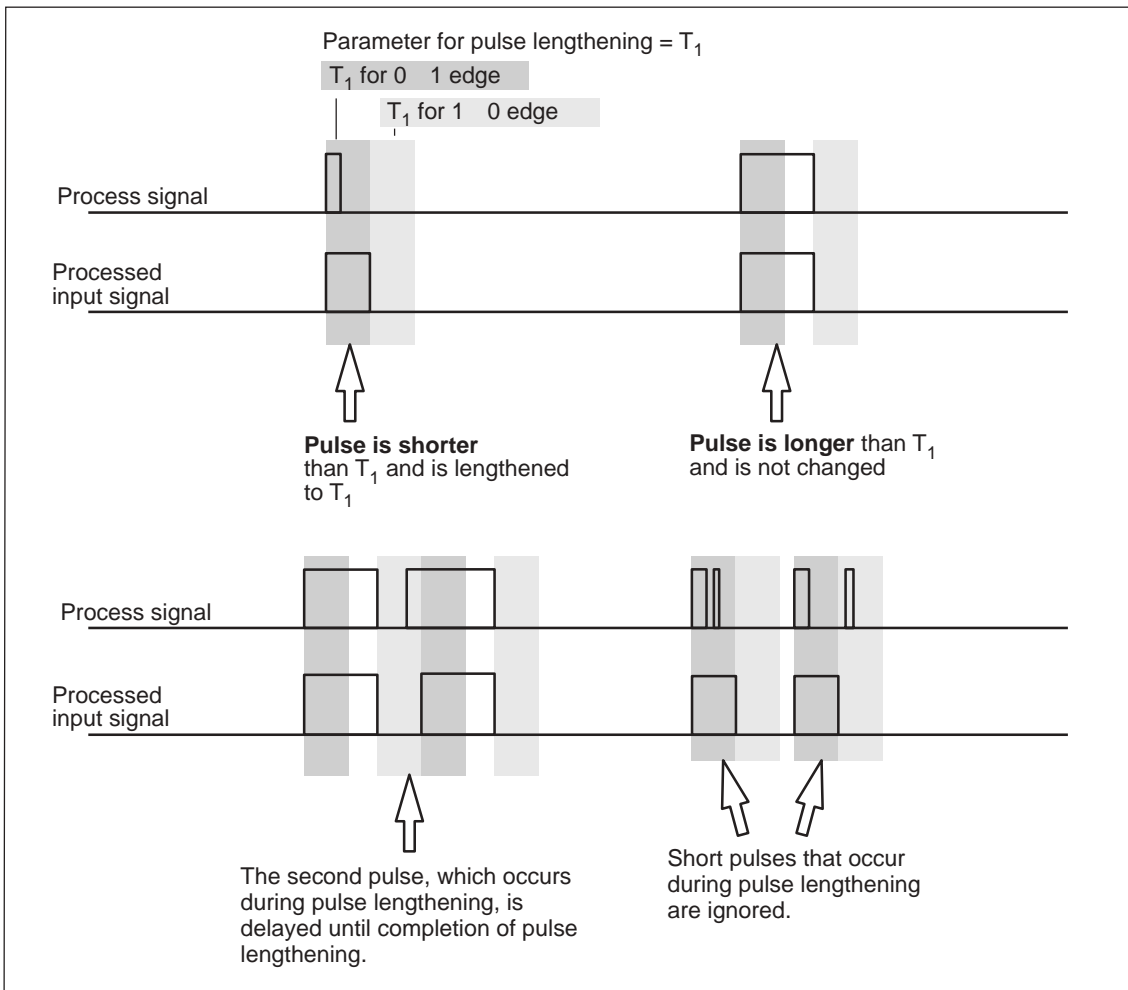 Parameter for pulse lengthening = T1
T1 for 0 1 edge
T1 for 1 0 edge
Process signal
Processed
input signal
Pulse is shorter
than T1 and is lengthened
to T1
Pulse is longer than T1
and is not changed
Process signal
Processed
input signal
The second pulse, which occurs
during pulse lengthening, is
delayed until completion of pulse
lengthening.
Short pulses that occur
during pulse lengthening
are ignored.